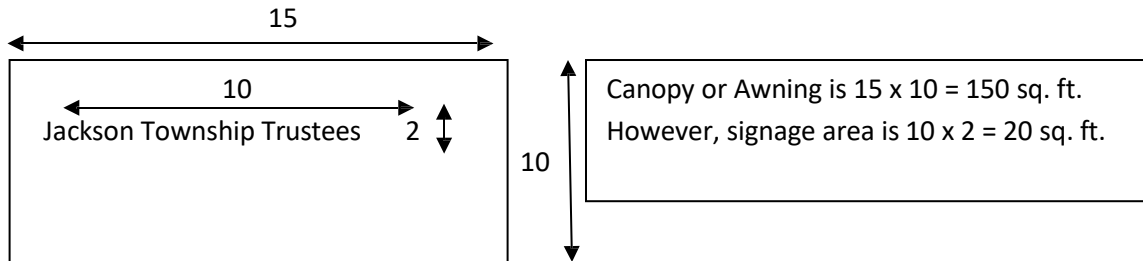 15
10
Jackson Township Trustees 2
10
Canopy or Awning is 15 x 10 = 150 sq. ft.
However, signage area is 10 x 2 = 20 sq. ft.